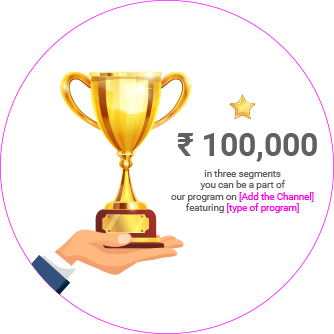 ₹ 100,000
in three segments
you can be a part of
our program on [Add the Channel]
featuring [type of program]